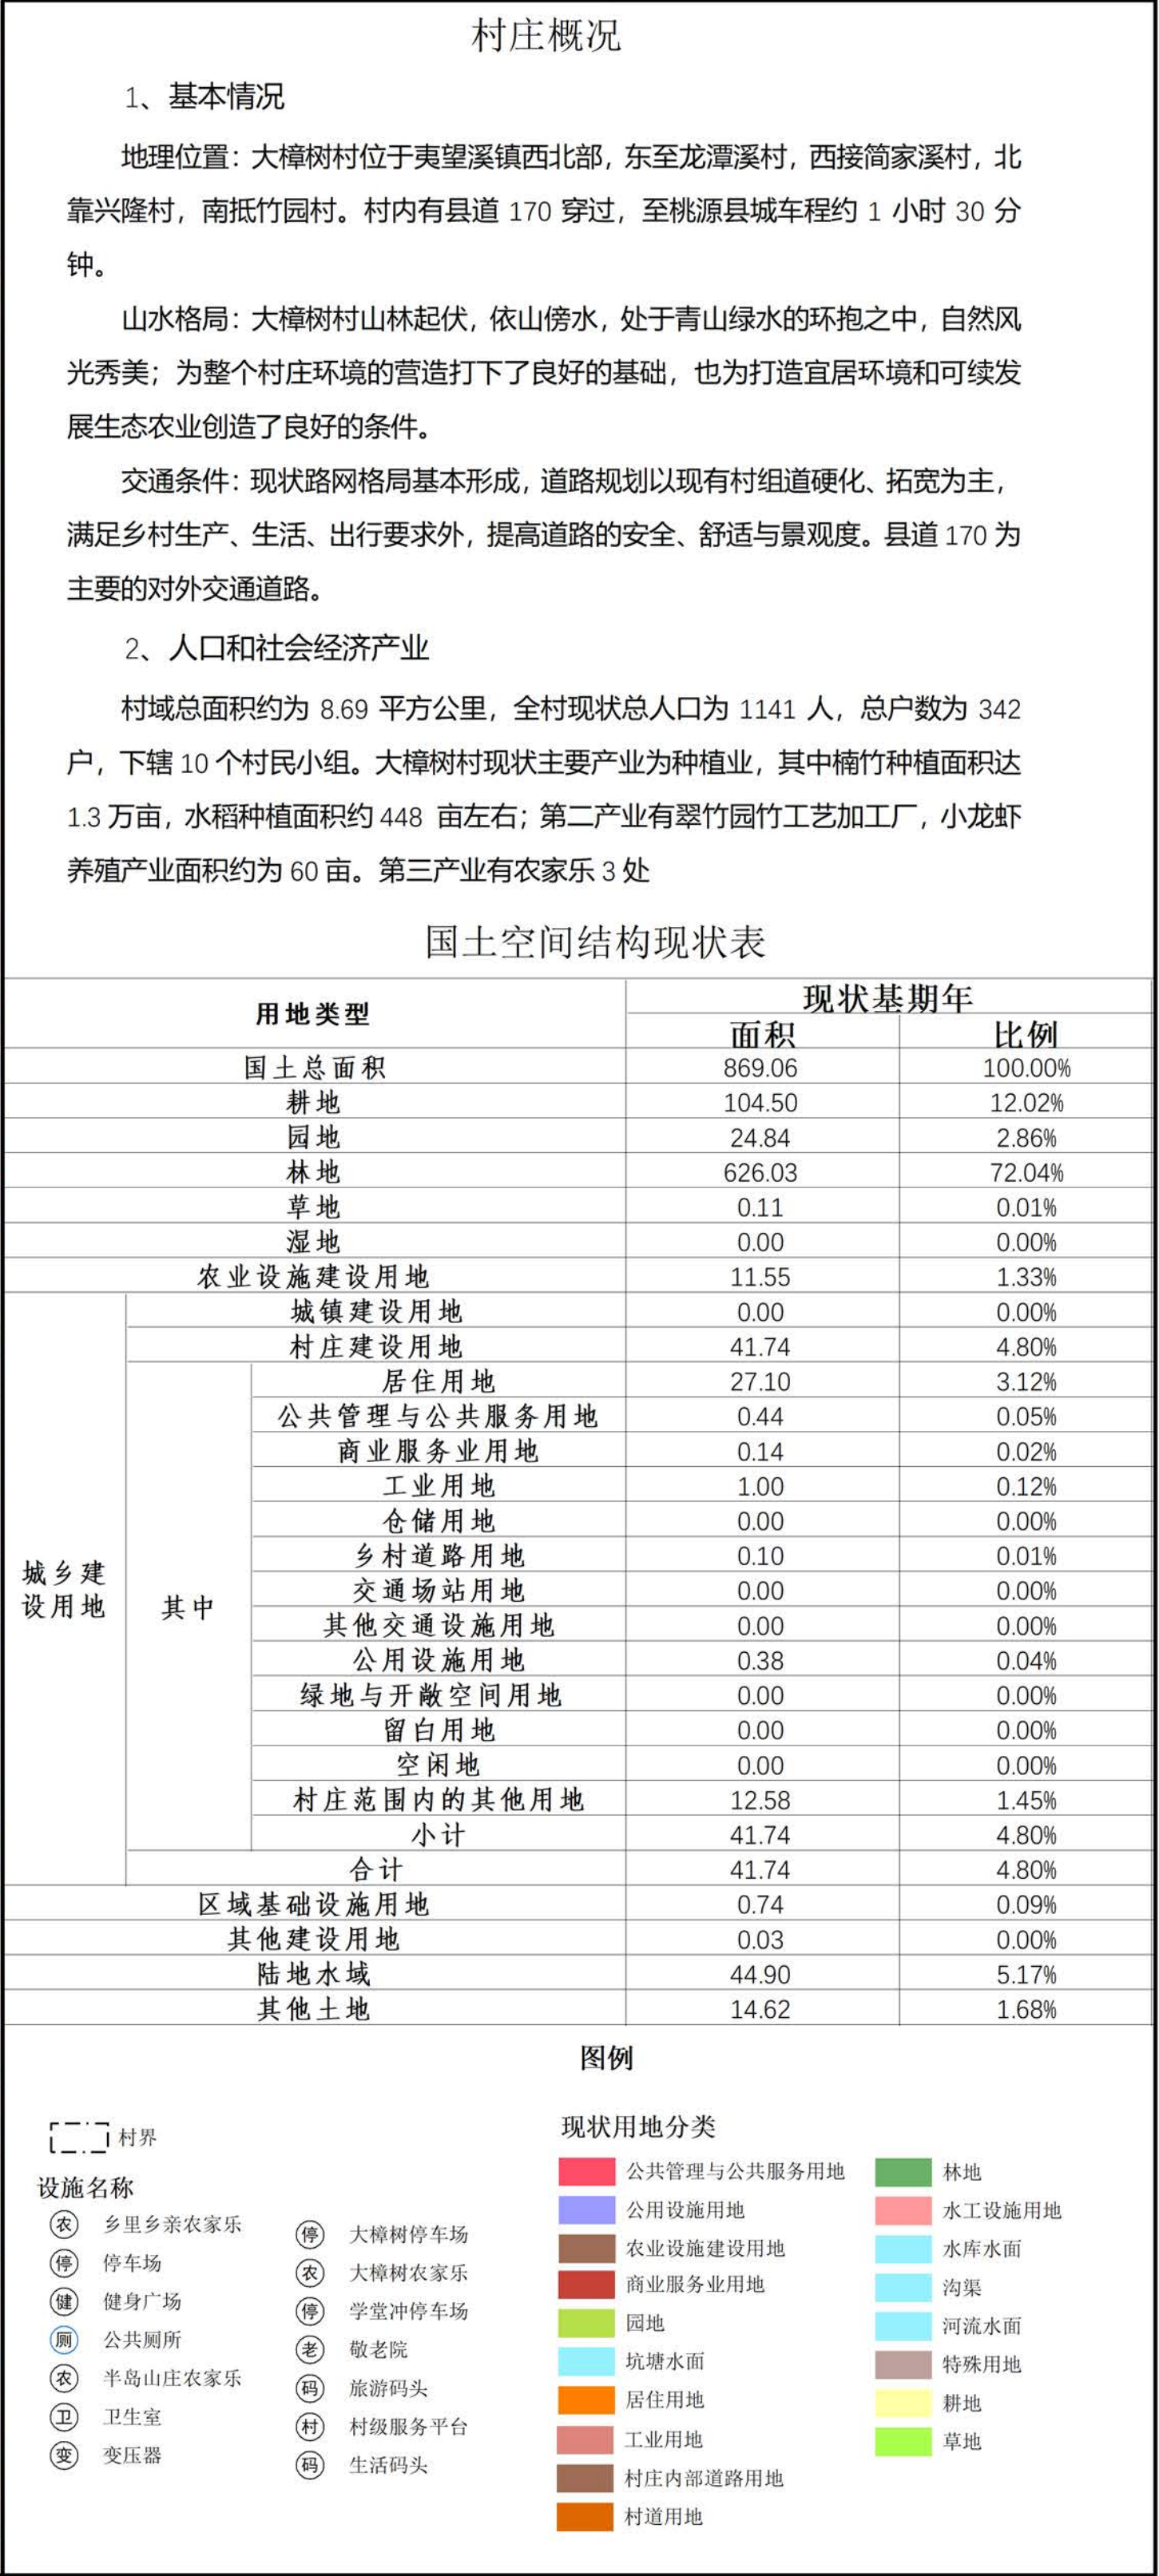 村庄概况
1、基本情况
地理位置：大樟树村位于夷望溪镇西北部，东至龙潭溪村，西接简家溪村，北
靠兴隆村，南抵竹园村。村内有县道 170 穿过，至桃源县城车程约 1 小时 30 分
钟。
山水格局：大樟树村山林起伏，依山傍水，处于青山绿水的环抱之中，自然风
光秀美；为整个村庄环境的营造打下了良好的基础，也为打造宜居环境和可续发
展生态农业创造了良好的条件。
交通条件：现状路网格局基本形成，道路规划以现有村组道硬化、拓宽为主，
满足乡村生产、生活、出行要求外，提高道路的安全、舒适与景观度。县道 170 为
主要的对外交通道路。
2、人口和社会经济产业
村域总面积约为 8.69 平方公里，全村现状总人口为 1141 人，总户数为 342
户，下辖 10 个村民小组。大樟树村现状主要产业为种植业，其中楠竹种植面积达
1.3 万亩，水稻种植面积约 448 亩左右；第二产业有翠竹园竹工艺加工厂，小龙虾
养殖产业面积约为 60 亩。第三产业有农家乐 3 处
国土空间结构现状表
用地类型 现状基期年
面积 比例
国土总面积 869.06 100.00%
耕地 104.50 12.02%
园地 24.84 2.86%
林地 626.03 72.04%
草地 0.11 0.01%
湿地 0.00 0.00%
农业设施建设用地 11.55 1.33%
城乡建设用地
城镇建设用地 0.00 0.00%
村庄建设用地 41.74 4.80%
其中
居住用地 27.10 3.12%
公共管理与公共服务用地 0.44 0.05%
商业服务业用地 0.14 0.02%
工业用地 1.00 0.12%
仓储用地 0.00 0.00%
乡村道路用地 0.10 0.01%
交通场站用地 0.00 0.00%
其他交通设施用地 0.00 0.00%
公用设施用地 0.38 0.04%
绿地与开敞空间用地 0.00 0.00%
留白用地 0.00 0.00%
空闲地 0.00 0.00%
村庄范围内的其他用地 12.58 1.45%
小计 41.74 4.80%
合计 41.74 4.80%
区域基础设施用地 0.74 0.09%
其他建设用地 0.03 0.00%
陆地水域 44.90 5.17%
其他土地 14.62 1.68%
图例
村界
设施名称
农 乡里乡亲农家乐
停 停车场
健 健身广场
厕 公共厕所
农 半岛山庄农家乐
卫 卫生室
变 变压器
停 大樟树停车场
农 大樟树农家乐
停 学堂冲停车场
老 敬老院
码 旅游码头
村 村级服务平台
码 生活码头
现状用地分类
公共管理与公共服务用地
公用设施用地
农业设施建设用地
商业服务业用地
园地
坑塘水面
居住用地
工业用地
村庄内部道路用地
村道用地
林地
水工设施用地
水库水面
沟渠
河流水面
特殊用地
耕地
草地